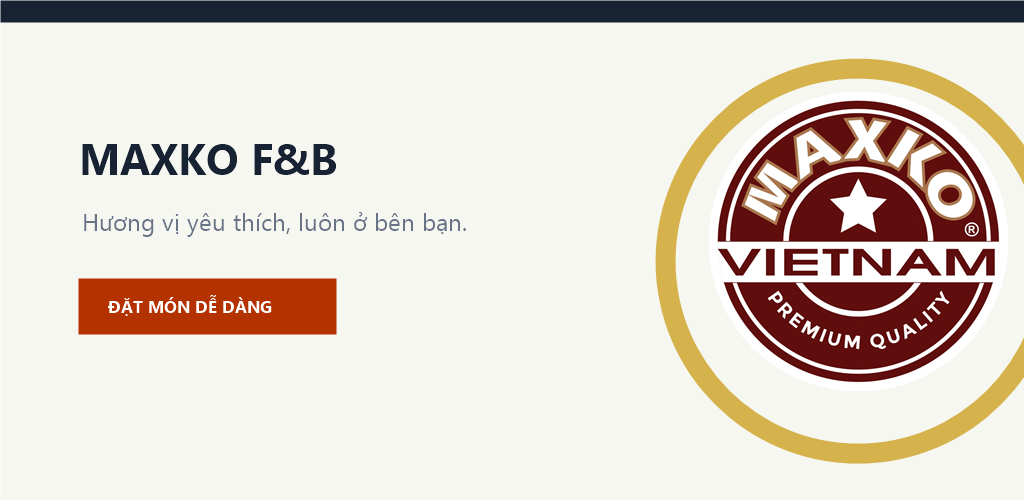 MAXKO F&B
Hương vị yêu thích, luôn ở bên bạn.
ĐẶT MÓN DỄ DÀNG
MAXKO
®
VIETNAM
PREMIUM QUALITY